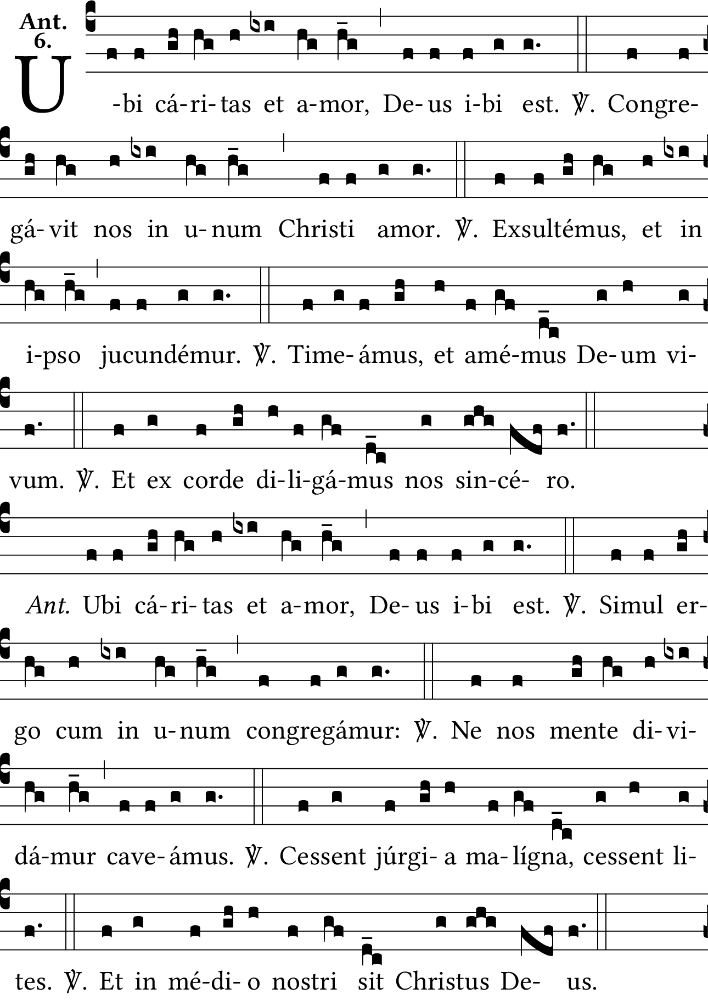 Ant.
6.
U-bi cá-ri-tas et a-mor, De-us i-bi est. ℣. Congre-
gá-vit nos in u-num Christi amor. ℣. Exsultémus, et in
i-pso jucundémur. ℣. Time-ámus, et amé-mus De-um vi-
vum. ℣. Et ex corde di-li-gá-mus nos sin-cé- ro.
Ant. Ubi cá-ri-tas et a-mor, De-us i-bi est. ℣. Simul er-
go cum in u-num congregámur: ℣. Ne nos mente di-vi-
dá-mur cave-ámus. ℣. Cessent júrgi-a ma-lígna, cessent li-
tes. ℣. Et in mé-di-o nostri sit Christus De- us.